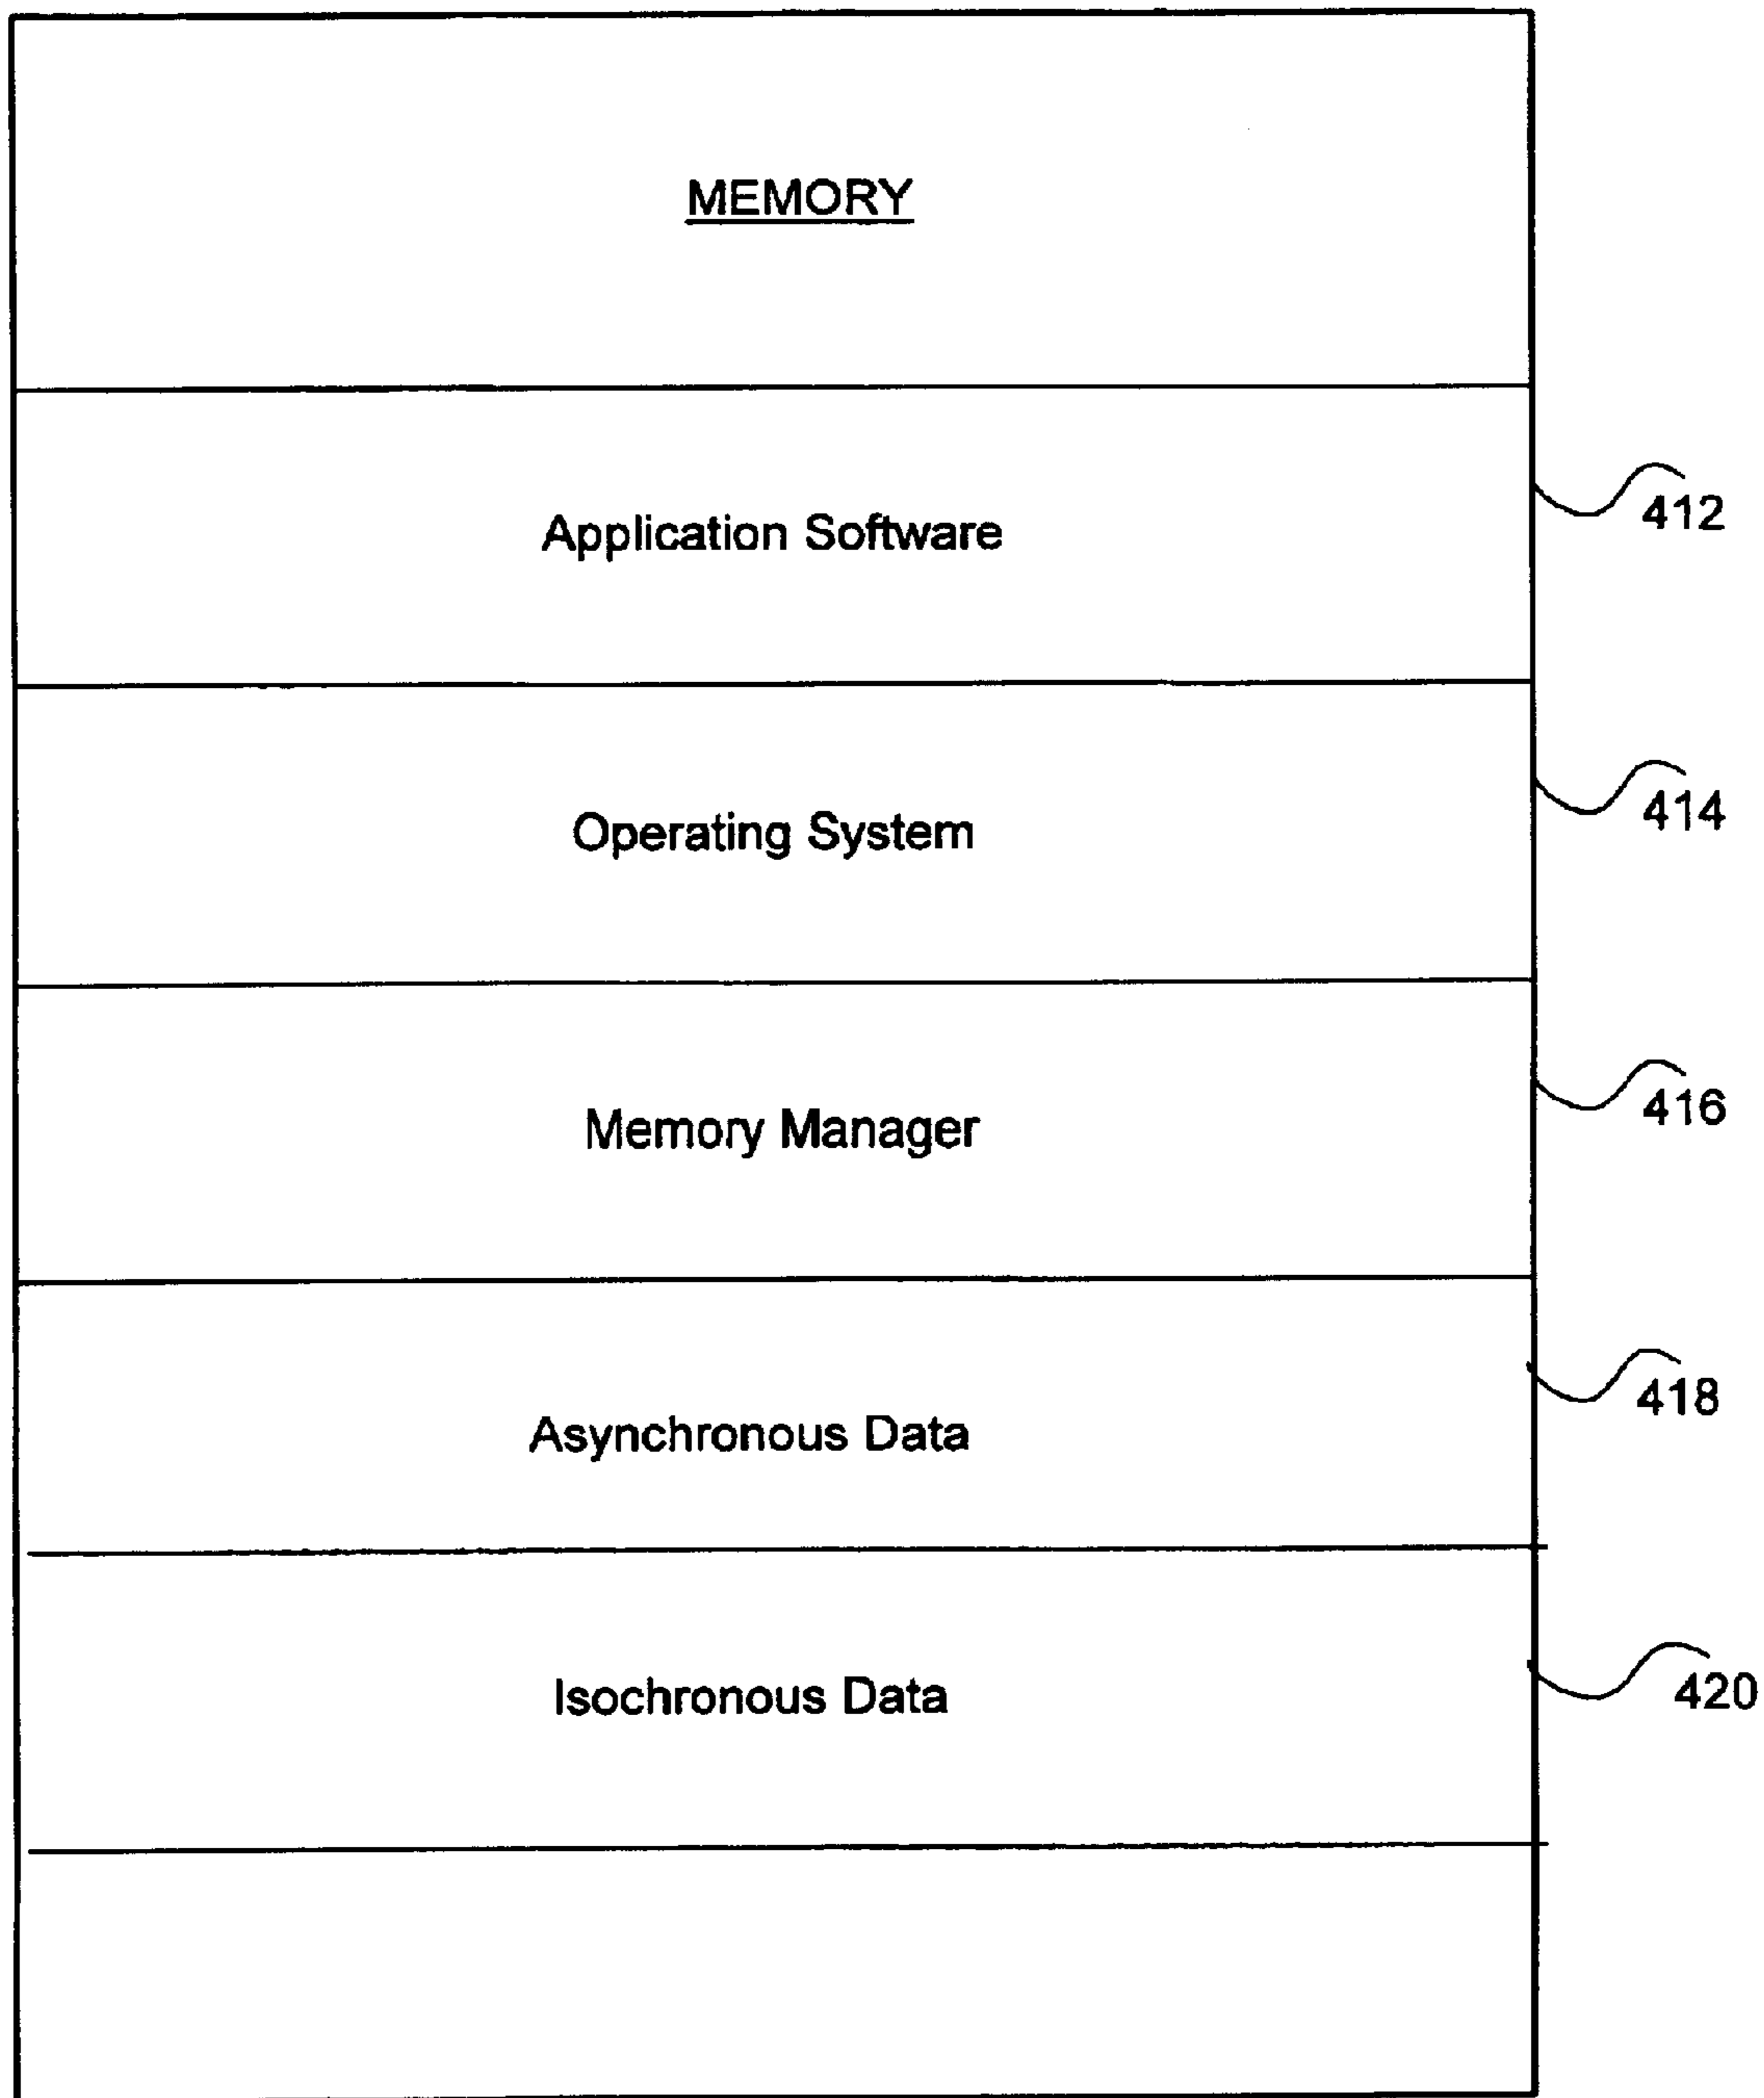 MEMORY
Application Software
412
Operating System
414
Memory Manager
416
Asynchronous Data
418
Isochronous Data
420